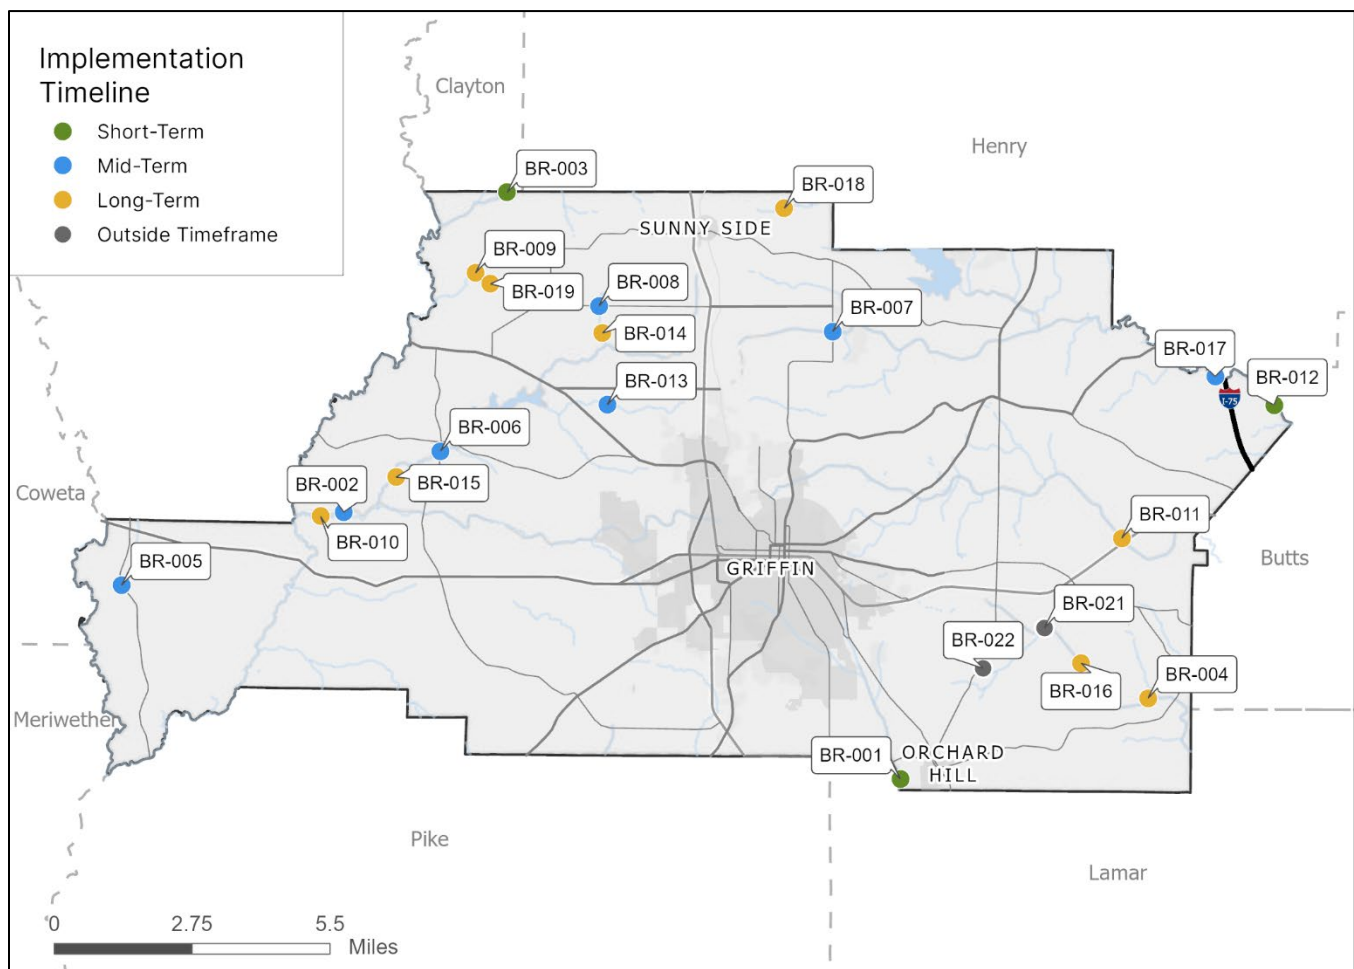 Implementation
Timeline
Short-Term
Mid-Term
Long-Term
Outside Timeframe
Clayton
Henry
BR-003
BR-018
SUNNY SIDE
BR-009
BR-019
BR-008
BR-007
BR-014
BR-017
BR-013
BR-012
I-75
BR-006
BR-002
BR-015
Coweta
BR-010
BR-011
BR-005
GRIFFIN
Butts
BR-021
BR-022
BR-016
BR-004
Meriwether
BR-001
ORCHARD
HILL
Pike
Lamar
0 2.75 5.5
Miles